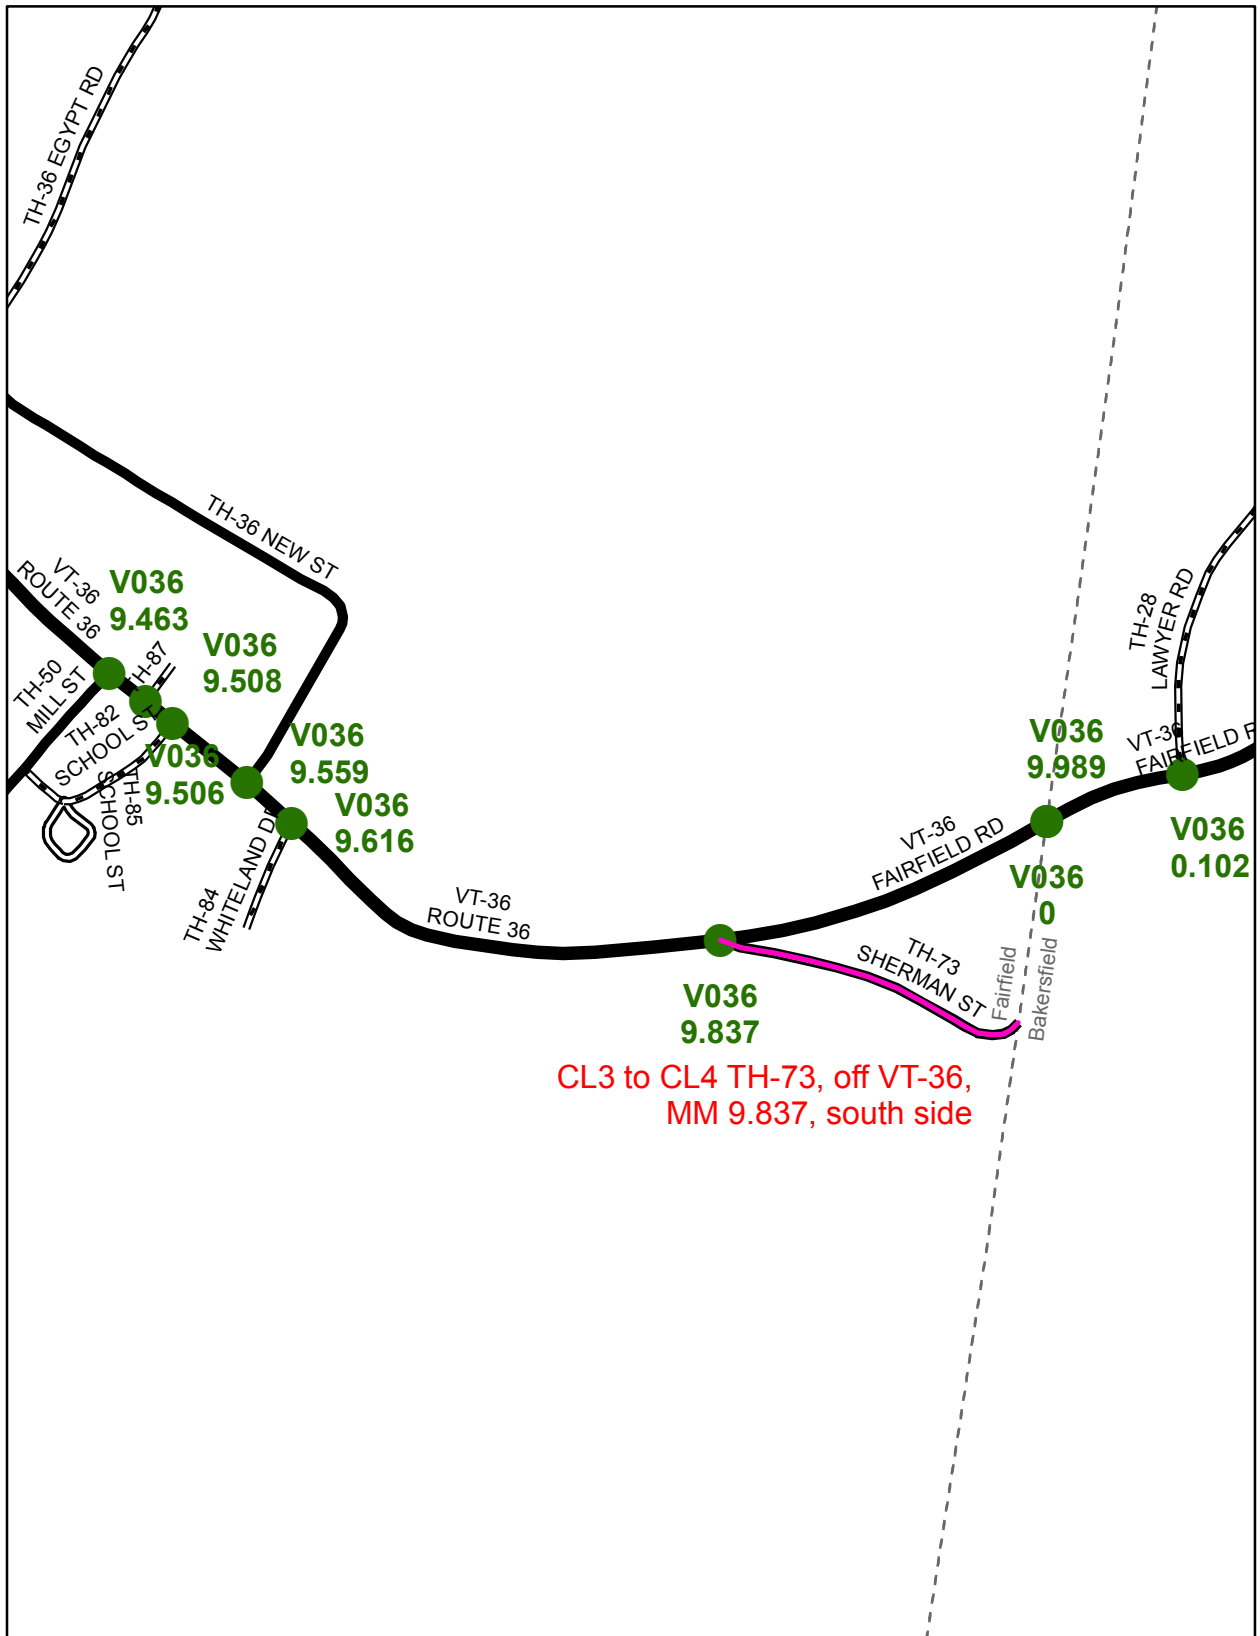 TH-36 EGYPT RD
TH-36 NEW ST
VT-36
ROUTE 36
V036
9.463
TH-28
LAWYER RD
V036
9.508
TH-87
TH-50
MILL ST
TH-82
SCHOOL ST
V036
9.506
TH-85
SCHOOL ST
V036
9.559
V036
9.616
TH-84
WHITELAND D
V036
9.989
VT-36
FAIRFIELD R
V036
0.102
VT-36
FAIRFIELD RD
V036
0
VT-36
ROUTE 36
TH-73
SHERMAN ST
Fairfield
Bakersfield
V036
9.837
CL3 to CL4 TH-73, off VT-36,
MM 9.837, south side